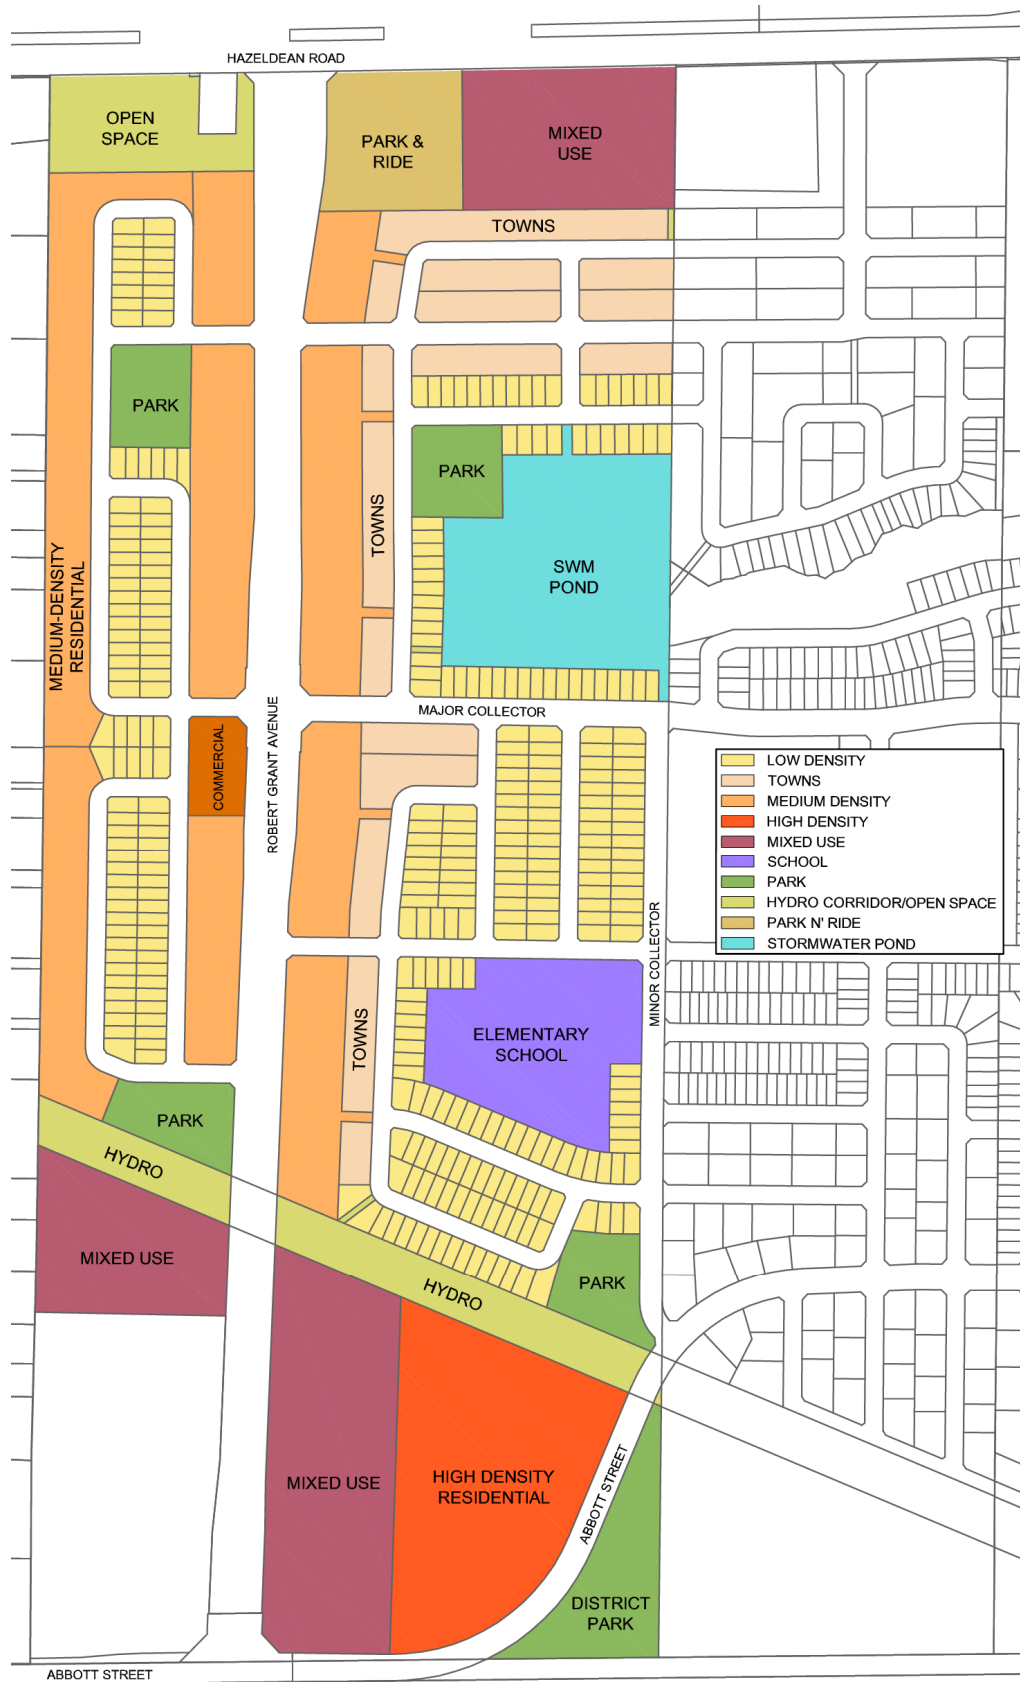 HAZELDEAN ROAD
OPEN
SPACE
PARK &
RIDE
MIXED
USE
TOWNS
PARK
PARK
TOWNS
SWM
POND
MEDIUM-DENSITY
RESIDENTIAL
MAJOR COLLECTOR
COMMERCIAL
ROBERT GRANT AVENUE
LOW DENSITY
TOWNS
MEDIUM DENSITY
HIGH DENSITY
MIXED USE
SCHOOL
PARK
HYDRO CORRIDOR/OPEN SPACE
PARK N' RIDE
STORMWATER POND
MINOR COLLECTOR
TOWNS
ELEMENTARY
SCHOOL
PARK
HYDRO
MIXED USE
HYDRO
PARK
MIXED USE
HIGH DENSITY
RESIDENTIAL
ABBOTT STREET
DISTRICT
PARK
ABBOTT STREET